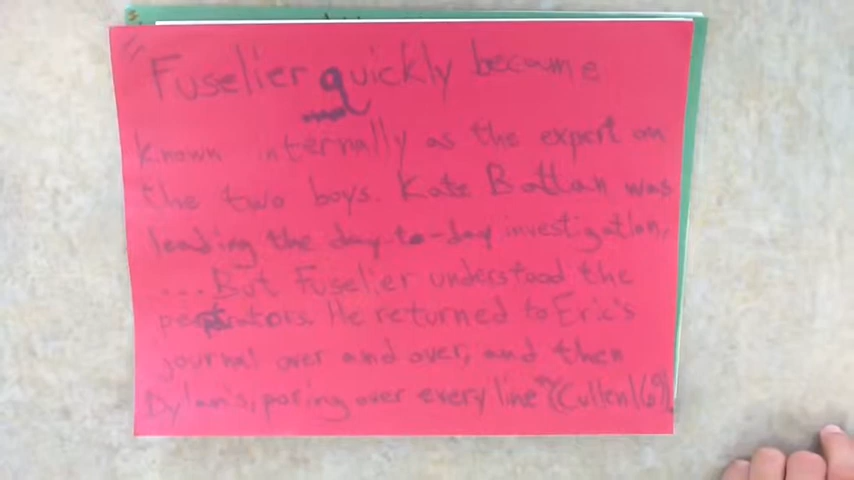 "Fuselier quickly became
known internally as the expert on
the two boys. Kate Battan was
leading the day-to-day investigation,
...But Fuselier understood the
perptrators. He returned to Eric's
journal over and over, and then
Dylan's, poring over every line" (Cullen 169).